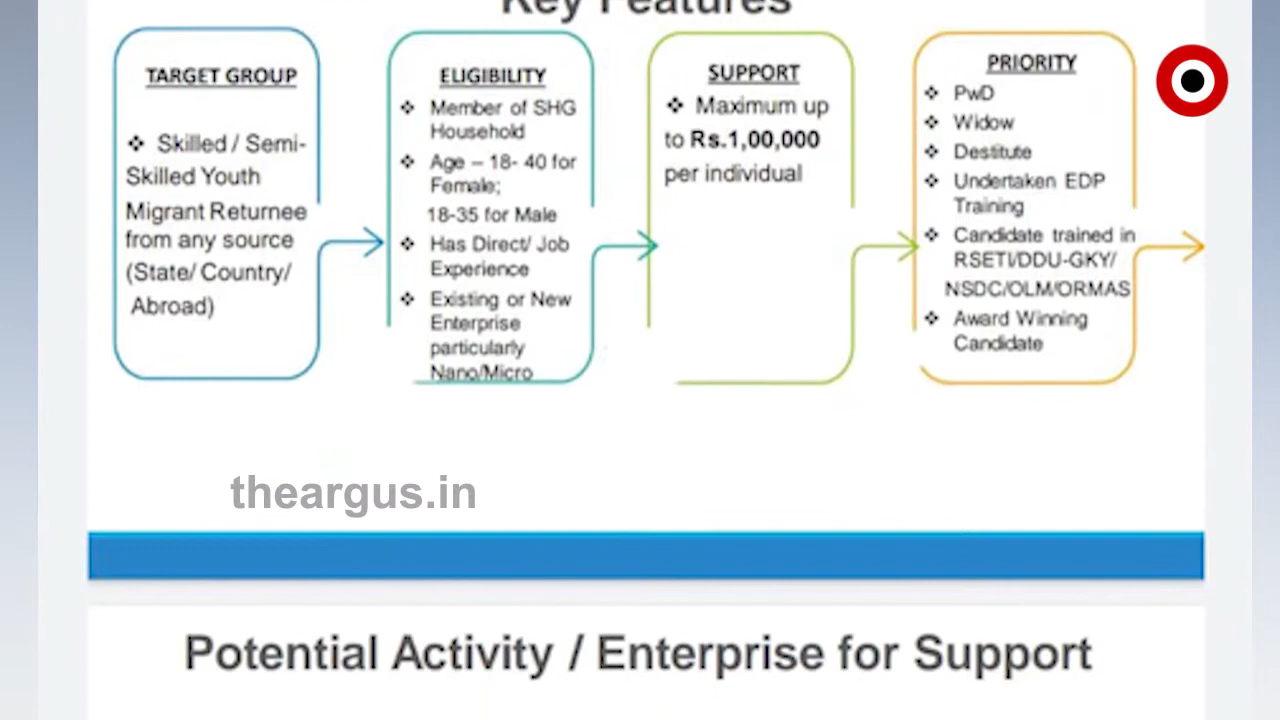 Key Features
TARGET GROUP
❖ Skilled / Semi-
Skilled Youth
Migrant Returnee
from any source
(State/ Country/
Abroad)
ELIGIBILITY
❖ Member of SHG
Household
❖ Age – 18- 40 for
Female;
18-35 for Male
❖ Has Direct/ Job
Experience
❖ Existing or New
Enterprise
particularly
Nano/Micro
SUPPORT
❖ Maximum up
to Rs.1,00,000
per individual
PRIORITY
❖ PwD
❖ Widow
❖ Destitute
❖ Undertaken EDP
Training
❖ Candidate trained in
RSETI/DDU-GKY/
NSDC/OLM/ORMAS
❖ Award Winning
Candidate
theargus.in
Potential Activity / Enterprise for Support